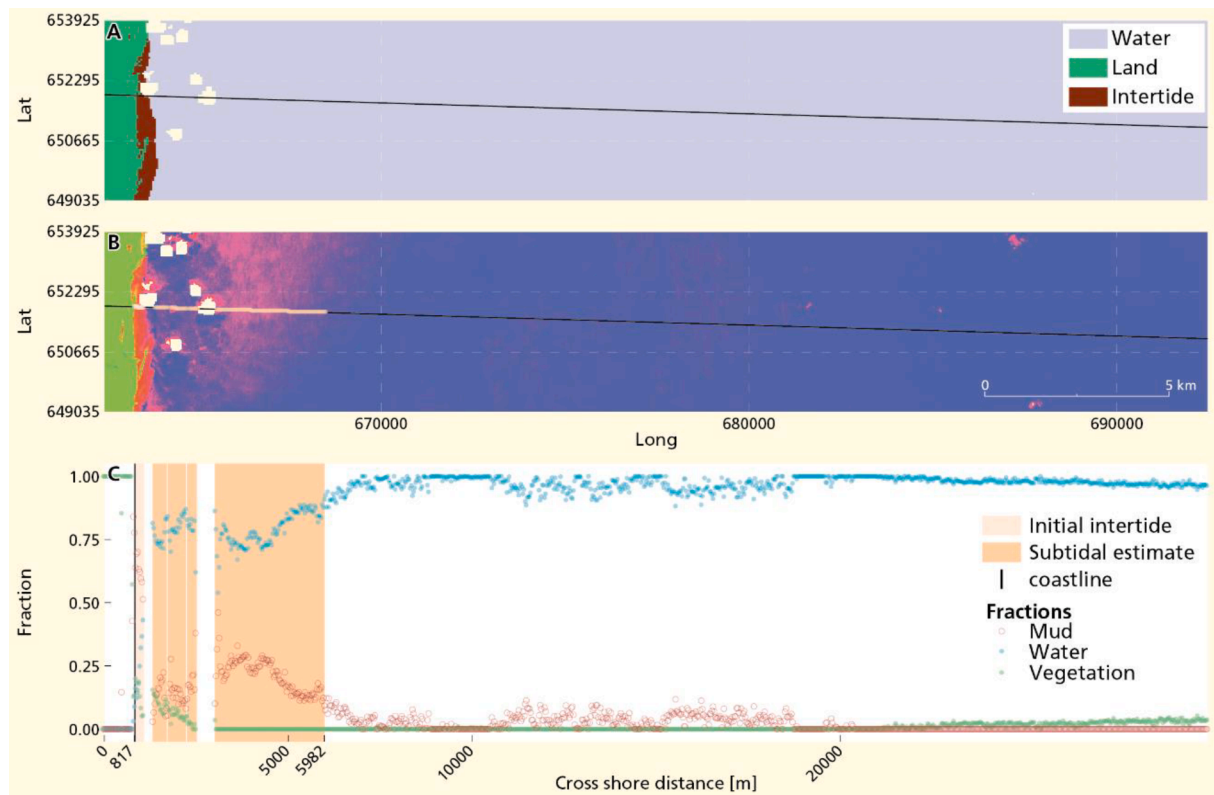 A
Lat
653925
652295
650665
649035
Water
Land
Intertide
B
Lat
653925
652295
650665
649035
0 5 km
670000 680000 690000
Long
C
Fraction
1.00
0.75
0.50
0.25
0.00
Initial intertide
Subtidal estimate
coastline
Fractions
Mud
Water
Vegetation
0 817 5000 5982 10000 20000
Cross shore distance [m]